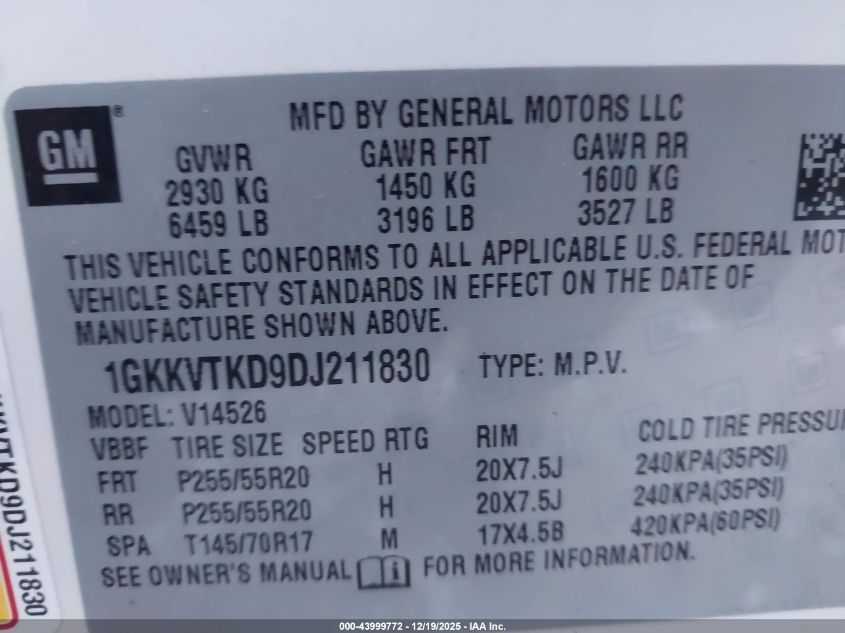 MFD BY GENERAL MOTORS LLC
GM ®
GVWR GAWR FRT GAWR RR
2930 KG 1450 KG 1600 KG
6459 LB 3196 LB 3527 LB
THIS VEHICLE CONFORMS TO ALL APPLICABLE U.S. FEDERAL MOT
VEHICLE SAFETY STANDARDS IN EFFECT ON THE DATE OF
MANUFACTURE SHOWN ABOVE.
1GKKVTKD9DJ211830 TYPE: M.P.V.
MODEL: V14526
VBBF TIRE SIZE SPEED RTG RIM COLD TIRE PRESSU
FRT P255/55R20 H 20X7.5J 240KPA(35PSI)
RR P255/55R20 H 20X7.5J 240KPA(35PSI)
SPA T145/70R17 M 17X4.5B 420KPA(60PSI)
SEE OWNER'S MANUAL i FOR MORE INFORMATION.
KVTKD9DJ211830
000-43999772 - 12/19/2025 - IAA Inc.